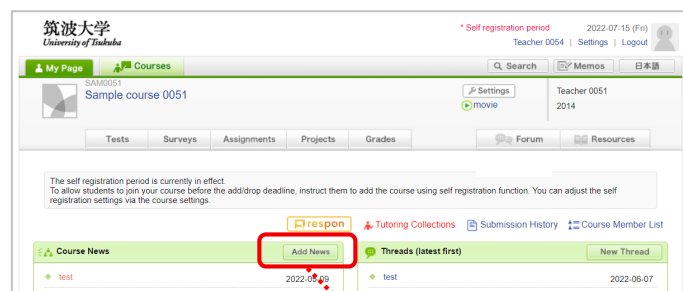 筑波大学
University of Tsukuba
* Self registration period 2022-07-15 (Fri)
Teacher 0054 | Settings | Logout
My Page Courses Search Memos 日本語
SAM0051
Sample course 0051
Settings
movie
Teacher 0051
2014
Tests Surveys Assignments Projects Grades Forum Resources
The self registration period is currently in effect.
To allow students to join your course before the add/drop deadline, instruct them to add the course using self registration function. You can adjust the self
registration settings via the course settings.
respon Tutoring Collections Submission History Course Member List
Course News Add News Threads (latest first) New Thread
test 2022-05-09 test 2022-06-07